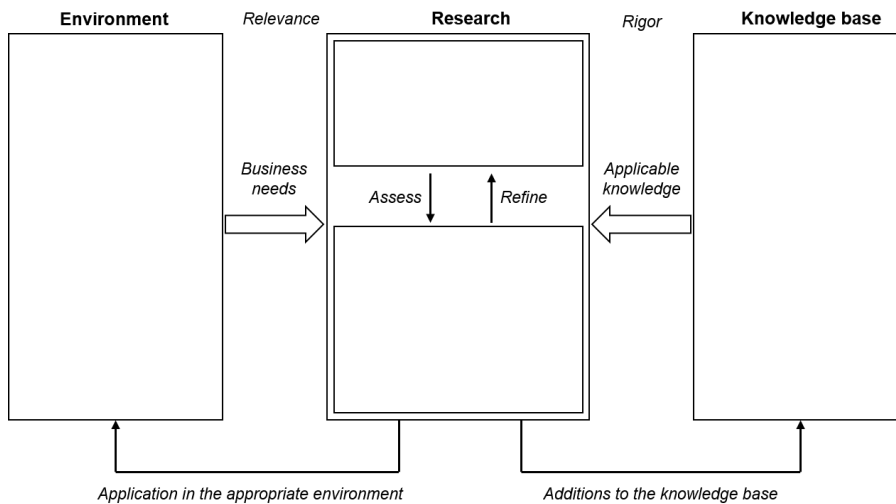 Environment
Relevance
Research
Rigor
Knowledge base
Business
needs
Assess
Refine
Applicable
knowledge
Application in the appropriate environment
Additions to the knowledge base